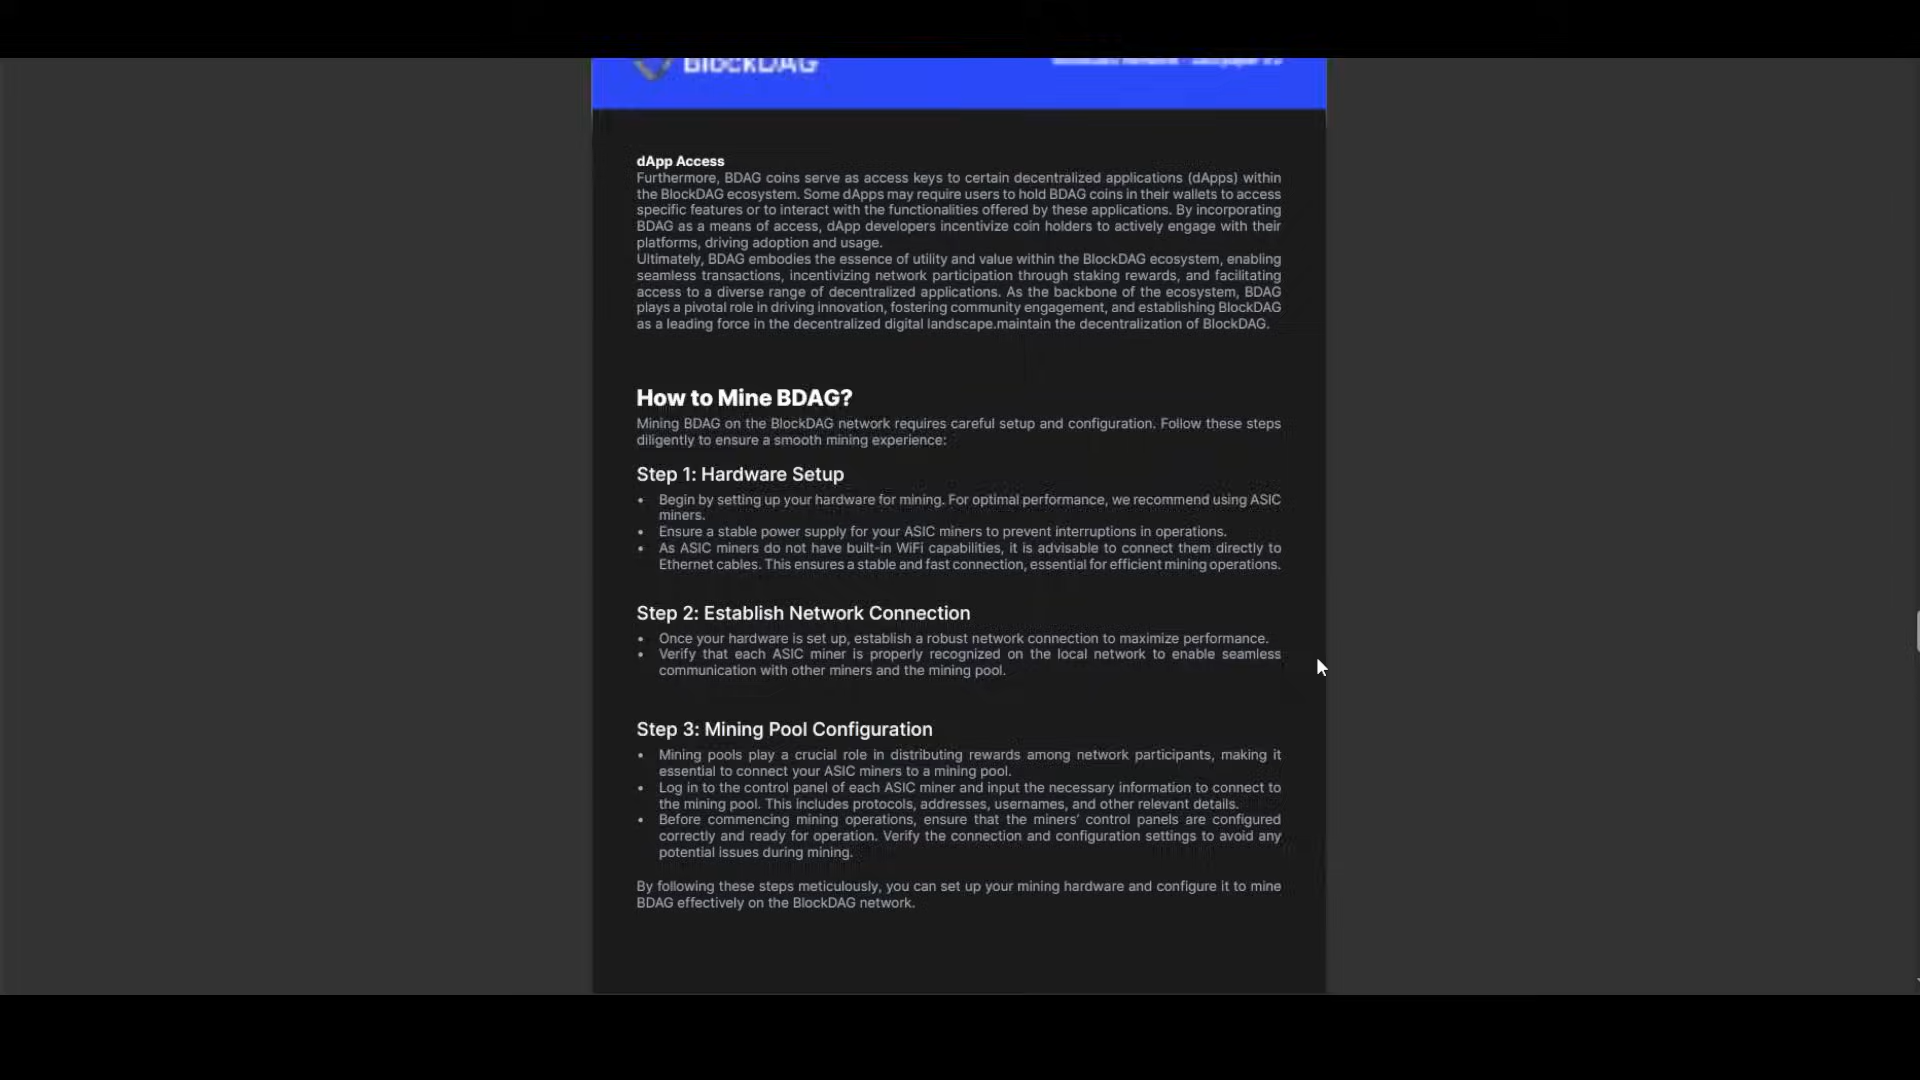 BlockDAG
dApp Access
Furthermore, BDAG coins serve as access keys to certain decentralized applications (dApps) within
the BlockDAG ecosystem. Some dApps may require users to hold BDAG coins in their wallets to access
specific features or to interact with the functionalities offered by these applications. By incorporating
BDAG as a means of access, dApp developers incentivize coin holders to actively engage with their
platforms, driving adoption and usage.
Ultimately, BDAG embodies the essence of utility and value within the BlockDAG ecosystem, enabling
seamless transactions, incentivizing network participation through staking rewards, and facilitating
access to a diverse range of decentralized applications. As the backbone of the ecosystem, BDAG
plays a pivotal role in driving innovation, fostering community engagement, and establishing BlockDAG
as a leading force in the decentralized digital landscape.maintain the decentralization of BlockDAG.
How to Mine BDAG?
Mining BDAG on the BlockDAG network requires careful setup and configuration. Follow these steps
diligently to ensure a smooth mining experience:
Step 1: Hardware Setup
• Begin by setting up your hardware for mining. For optimal performance, we recommend using ASIC
miners.
• Ensure a stable power supply for your ASIC miners to prevent interruptions in operations.
• As ASIC miners do not have built-in WiFi capabilities, it is advisable to connect them directly to
Ethernet cables. This ensures a stable and fast connection, essential for efficient mining operations.
Step 2: Establish Network Connection
• Once your hardware is set up, establish a robust network connection to maximize performance.
• Verify that each ASIC miner is properly recognized on the local network to enable seamless
communication with other miners and the mining pool.
Step 3: Mining Pool Configuration
• Mining pools play a crucial role in distributing rewards among network participants, making it
essential to connect your ASIC miners to a mining pool.
• Log in to the control panel of each ASIC miner and input the necessary information to connect to
the mining pool. This includes protocols, addresses, usernames, and other relevant details.
• Before commencing mining operations, ensure that the miners' control panels are configured
correctly and ready for operation. Verify the connection and configuration settings to avoid any
potential issues during mining.
By following these steps meticulously, you can set up your mining hardware and configure it to mine
BDAG effectively on the BlockDAG network.